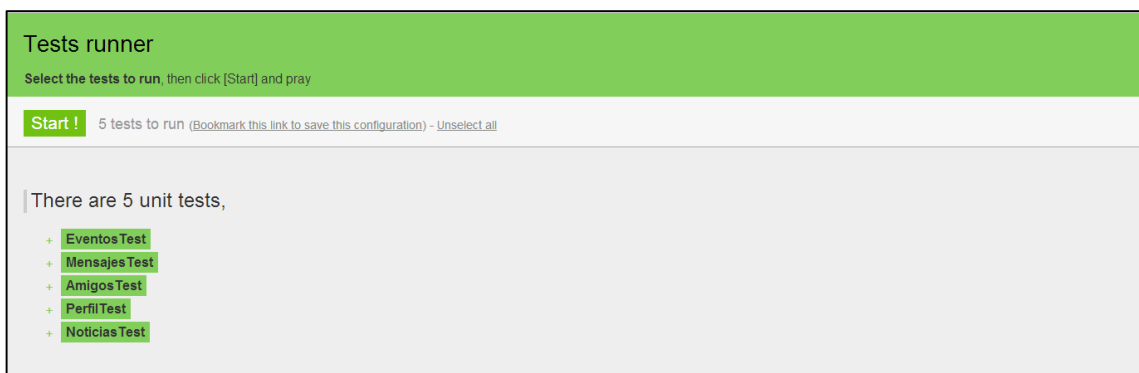 Tests runner
Select the tests to run, then click [Start] and pray
Start ! 5 tests to run (Bookmark this link to save this configuration) - Unselect all
There are 5 unit tests,
+ EventosTest
+ MensajesTest
+ AmigosTest
+ PerfilTest
+ NoticiasTest